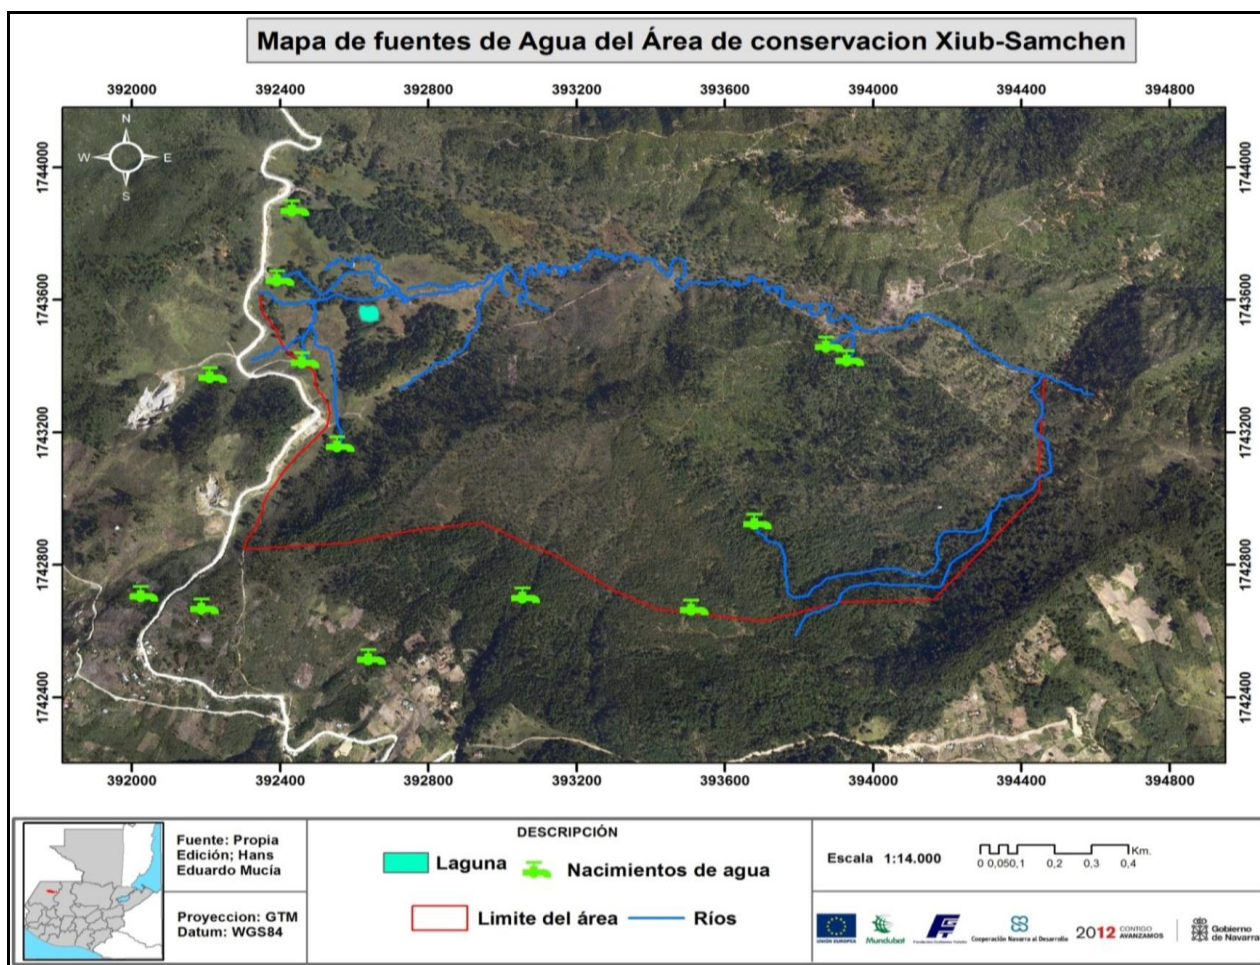 Mapa de fuentes de Agua del Área de conservacion Xiub-Samchen
392000 392400 392800 393200 393600 394000 394400 394800
N
W E
S
1744000 1744000
1743600 1743600
1743200 1743200
1742800 1742800
1742400 1742400
392000 392400 392800 393200 393600 394000 394400 394800
Fuente: Propia
Edición; Hans
Eduardo Mucía
Proyeccion: GTM
Datum: WGS84
DESCRIPCIÓN
Laguna
Nacimientos de agua
Limite del área
Ríos
Escala 1:14.000
Km.
0 0,050,1 0,2 0,3 0,4
UNIÓN EUROPEA
Mundubat
Cooperación Navarra al Desarrollo
2012 CONTIGO
AVANZAMOS
Gobierno
de Navarra